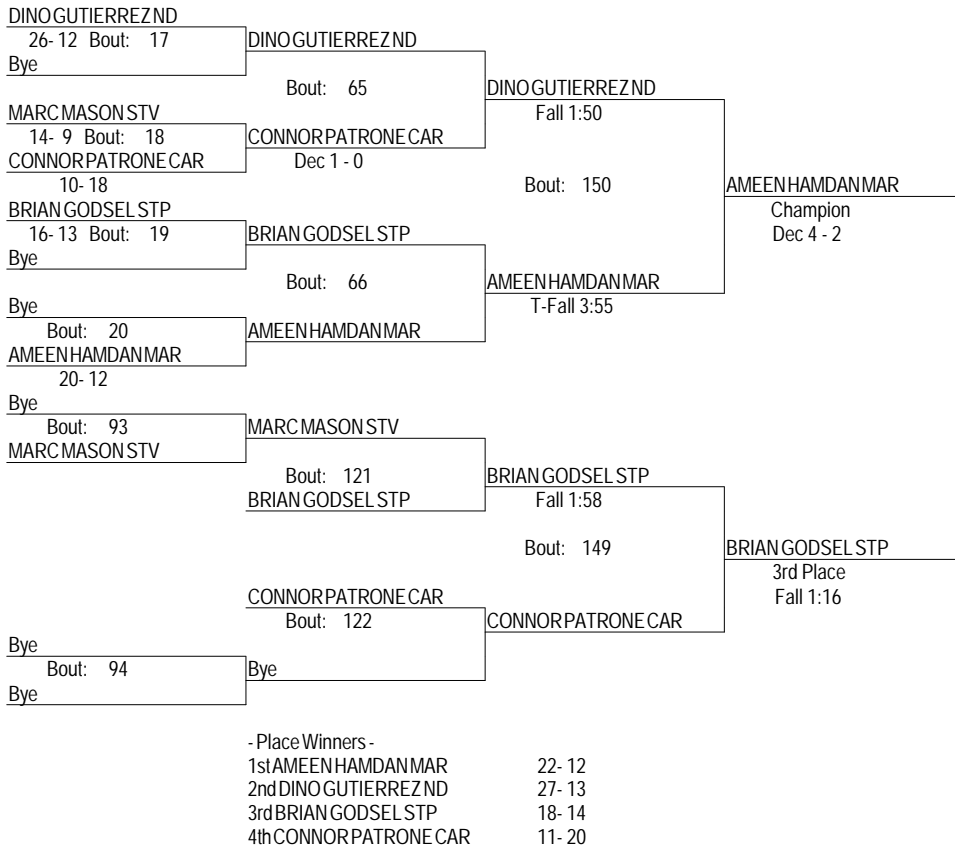 DINO GUTIERREZ ND
26- 12 Bout: 17
DINO GUTIERREZ ND
Bye
Bout: 65
DINO GUTIERREZ ND
MARC MASON STV
Fall 1:50
14- 9 Bout: 18
CONNOR PATRONE CAR
CONNOR PATRONE CAR
Dec 1 - 0
10- 18
Bout: 150
AMEEN HAMDAN MAR
BRIAN GODSEL STP
Champion
16- 13 Bout: 19
BRIAN GODSEL STP
Dec 4 - 2
Bye
Bout: 66
AMEEN HAMDAN MAR
Bye
T-Fall 3:55
Bout: 20
AMEEN HAMDAN MAR
AMEEN HAMDAN MAR
20- 12
Bye
Bout: 93
MARC MASON STV
MARC MASON STV
Bout: 121
BRIAN GODSEL STP
BRIAN GODSEL STP
Fall 1:58
Bout: 149
BRIAN GODSEL STP
3rd Place
CONNOR PATRONE CAR
Fall 1:16
Bout: 122
CONNOR PATRONE CAR
Bye
Bout: 94
Bye
Bye
- Place Winners -
1st AMEEN HAMDAN MAR 22- 12
2nd DINO GUTIERREZ ND 27- 13
3rd BRIAN GODSEL STP 18- 14
4th CONNOR PATRONE CAR 11- 20